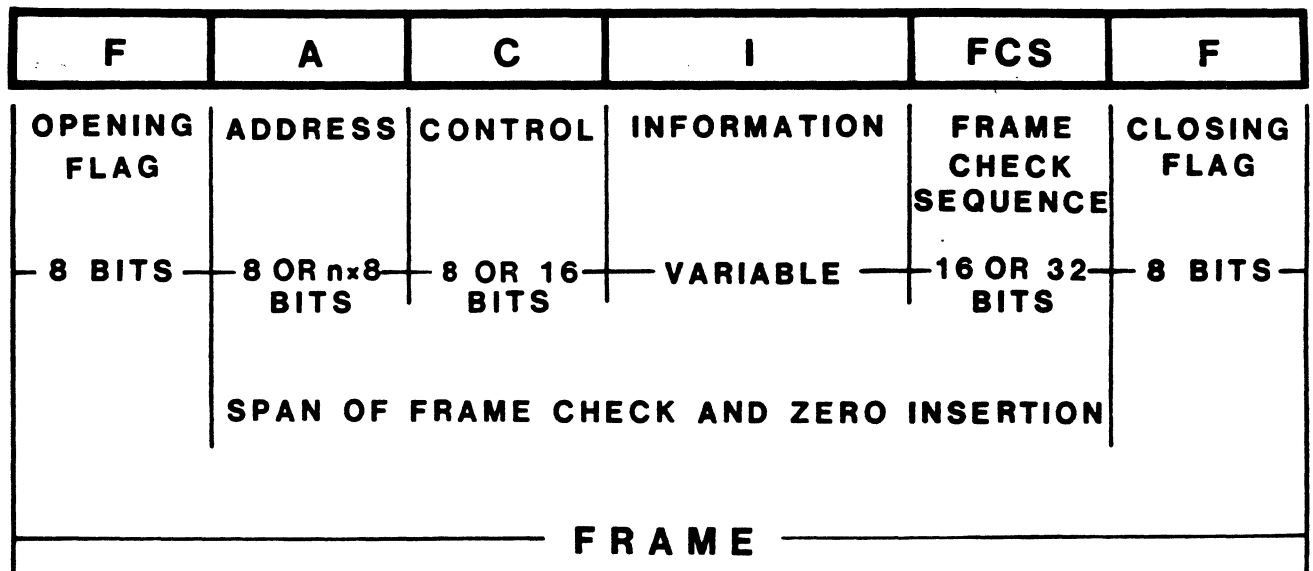 F A C I FCS F
OPENING FLAG
ADDRESS
CONTROL
INFORMATION
FRAME CHECK SEQUENCE
CLOSING FLAG
8 BITS
8 OR nx8 BITS
8 OR 16 BITS
VARIABLE
16 OR 32 BITS
8 BITS
SPAN OF FRAME CHECK AND ZERO INSERTION
FRAME